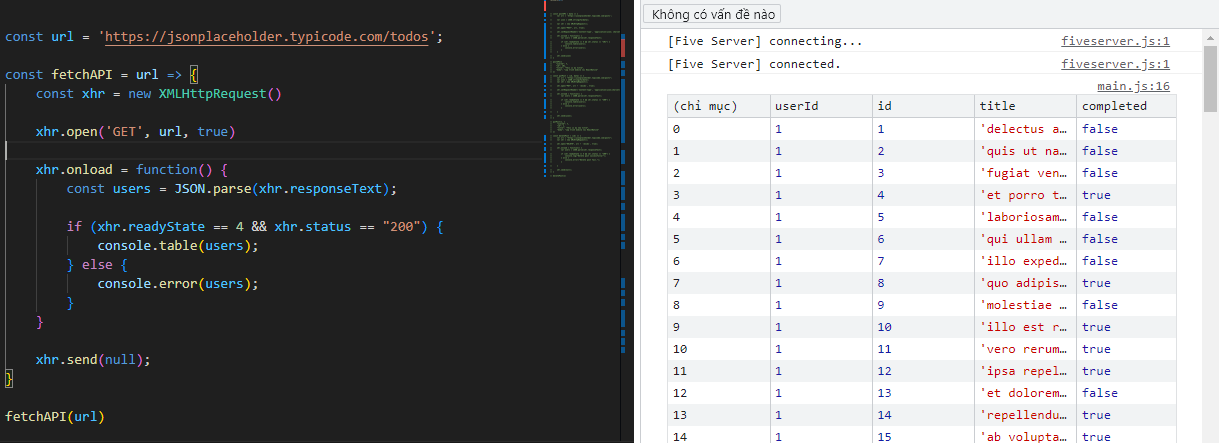 const url = 'https://jsonplaceholder.typicode.com/todos';
const fetchAPI = url => {
const xhr = new XMLHttpRequest()
xhr.open('GET', url, true)
xhr.onload = function() {
const users = JSON.parse(xhr.responseText);
if (xhr.readyState == 4 && xhr.status == "200") {
console.table(users);
} else {
console.error(users);
}
}
xhr.send(null);
}
fetchAPI(url)
Không có vấn đề nào
[Five Server] connecting... fiveserver.js:1
[Five Server] connected. fiveserver.js:1
main.js:16
(chỉ mục) userId id title completed
0 1 1 'delectus a… false
1 1 2 'quis ut na… false
2 1 3 'fugiat ven… false
3 1 4 'et porro t… true
4 1 5 'laboriosam… false
5 1 6 'qui ullam … false
6 1 7 'illo exped… false
7 1 8 'quo adipis… true
8 1 9 'molestiae … false
9 1 10 'illo est r… true
10 1 11 'vero rerum… true
11 1 12 'ipsa repel… true
12 1 13 'et dolorem… false
13 1 14 'repellendu… true
14 1 15 'ab volupta… true